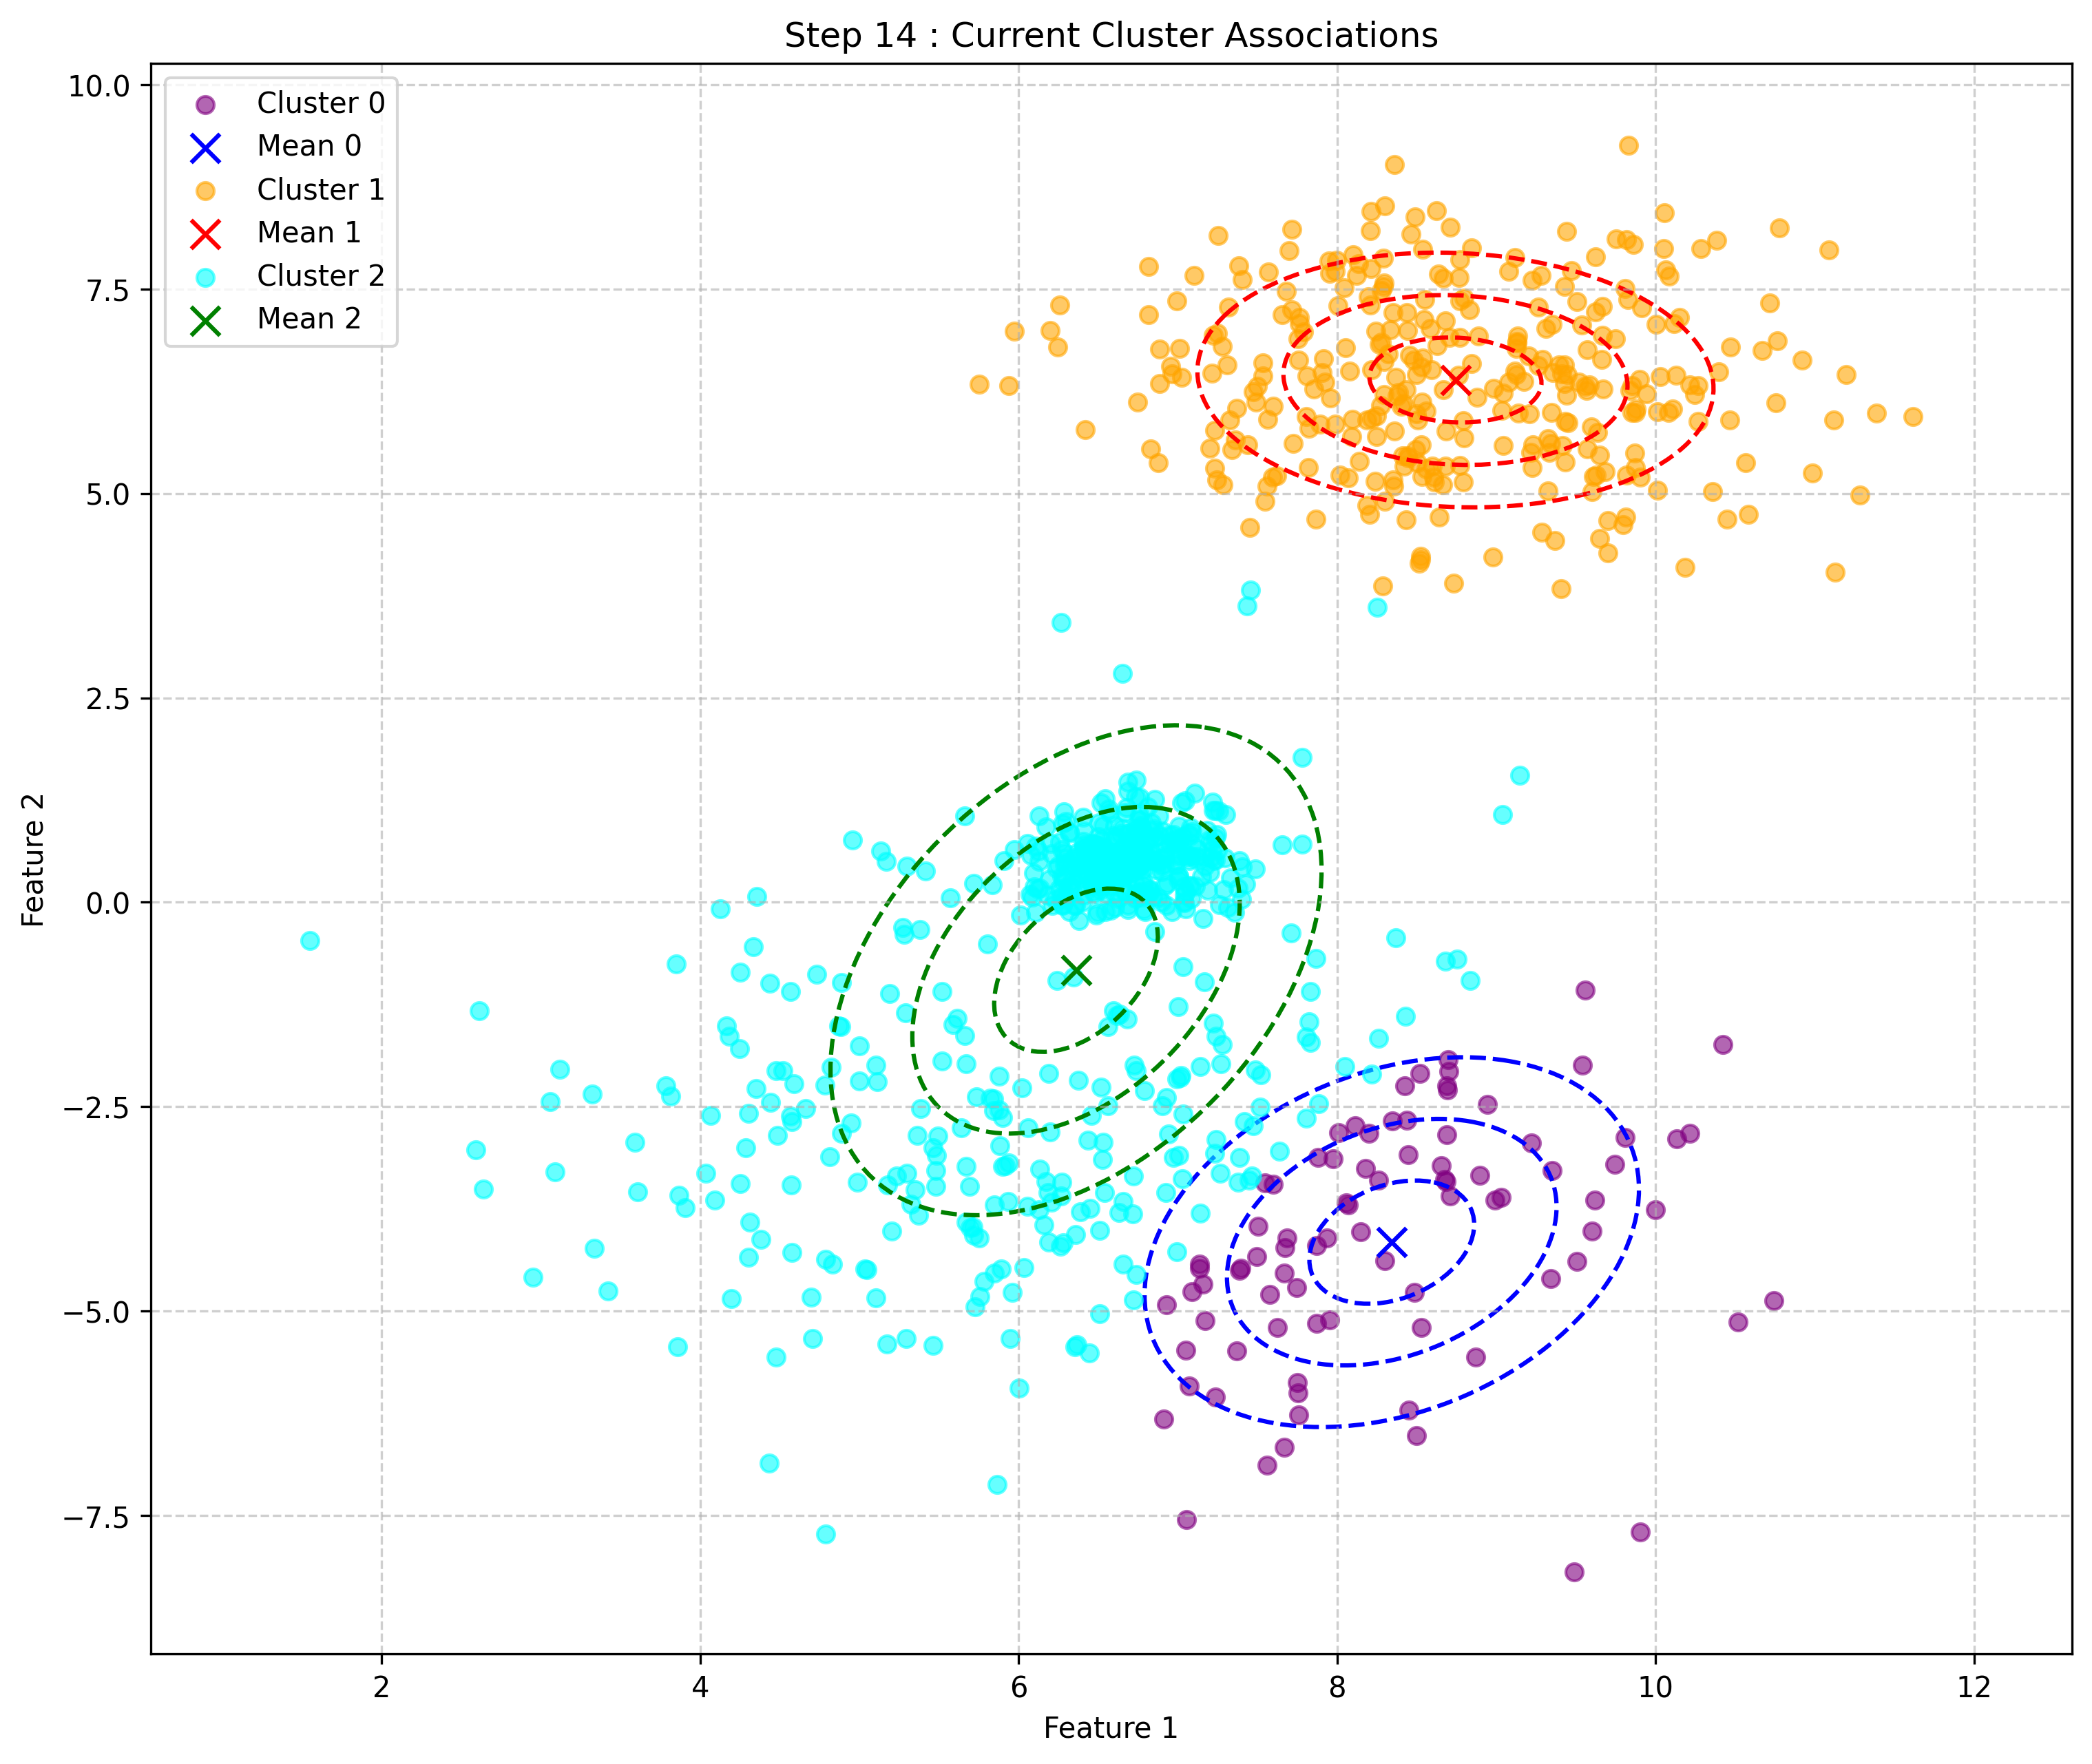 Step 14 : Current Cluster Associations
Cluster 0
Mean 0
Cluster 1
Mean 1
Cluster 2
Mean 2
10.0
7.5
5.0
2.5
0.0
−2.5
−5.0
−7.5
Feature 2
2
4
6
8
10
12
Feature 1